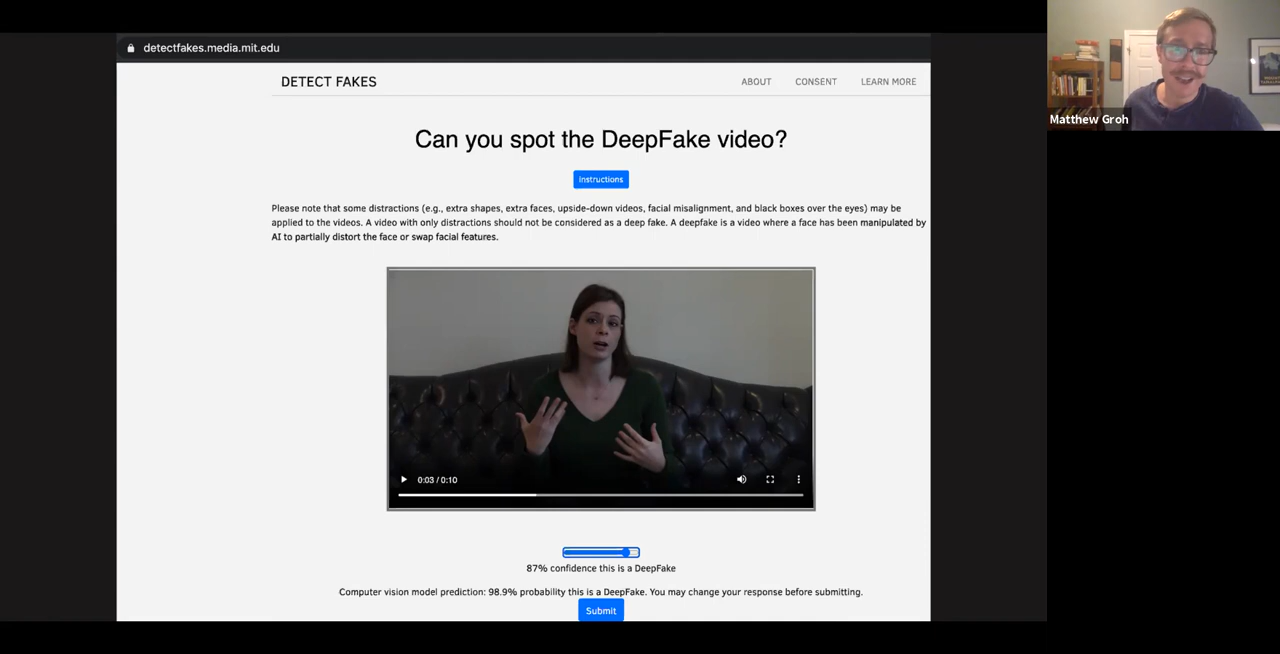 detectfakes.media.mit.edu
DETECT FAKES
ABOUT CONSENT LEARN MORE
Matthew Groh
Can you spot the DeepFake video?
Instructions
Please note that some distractions (e.g., extra shapes, extra faces, upside-down videos, facial misalignment, and black boxes over the eyes) may be
applied to the videos. A video with only distractions should not be considered as a deep fake. A deepfake is a video where a face has been manipulated by
AI to partially distort the face or swap facial features.
0:03 / 0:10
87% confidence this is a DeepFake
Computer vision model prediction: 98.9% probability this is a DeepFake. You may change your response before submitting.
Submit